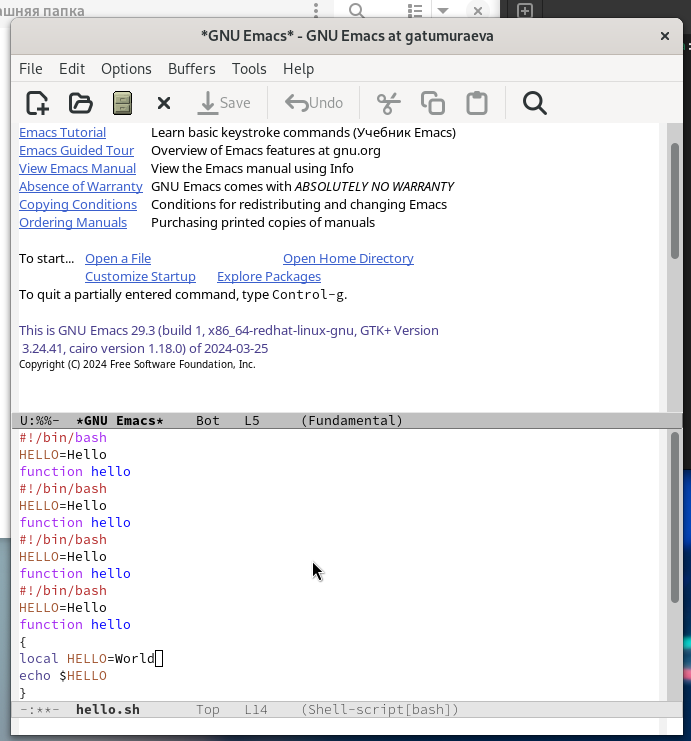 ашняя папка
*GNU Emacs* - GNU Emacs at gatumuraeva
File Edit Options Buffers Tools Help
Save Undo
Emacs Tutorial Learn basic keystroke commands (Учебник Emacs)
Emacs Guided Tour Overview of Emacs features at gnu.org
View Emacs Manual View the Emacs manual using Info
Absence of Warranty GNU Emacs comes with ABSOLUTELY NO WARRANTY
Copying Conditions Conditions for redistributing and changing Emacs
Ordering Manuals Purchasing printed copies of manuals
To start... Open a File Open Home Directory
Customize Startup Explore Packages
To quit a partially entered command, type Control-g.
This is GNU Emacs 29.3 (build 1, x86_64-redhat-linux-gnu, GTK+ Version
3.24.41, cairo version 1.18.0) of 2024-03-25
Copyright (C) 2024 Free Software Foundation, Inc.
U:%%- *GNU Emacs* Bot L5 (Fundamental)
#!/bin/bash
HELLO=Hello
function hello
#!/bin/bash
HELLO=Hello
function hello
#!/bin/bash
HELLO=Hello
function hello
#!/bin/bash
HELLO=Hello
function hello
{
local HELLO=World
echo $HELLO
}
-:**- hello.sh Top L14 (Shell-script[bash])